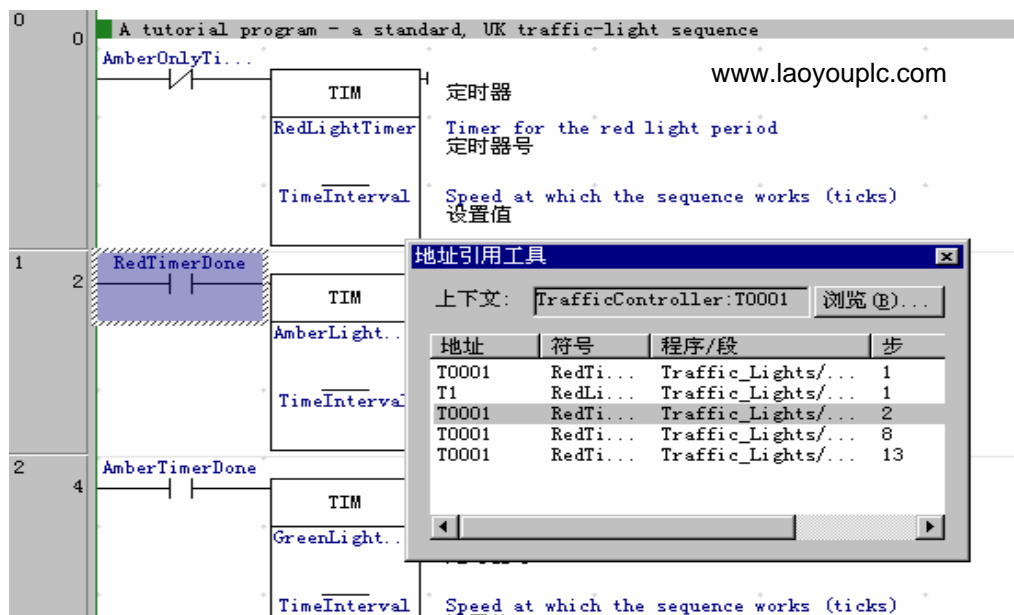 0
0
A tutorial program - a standard, UK traffic-light sequence
AmberOnlyTi...
www.laoyouplc.com
TIM
定时器
RedLightTimer
Timer for the red light period
定时器号
TimeInterval
Speed at which the sequence works (ticks)
设置值
1
2
RedTimerDone
TIM
AmberLight..
TimeInterval
地址引用工具
上下文:
TrafficController:T0001
浏览(B)...
地址 符号 程序/段 步
T0001 RedTi... Traffic_Lights/... 1
T1 RedLi... Traffic_Lights/... 1
T0001 RedTi... Traffic_Lights/... 2
T0001 RedTi... Traffic_Lights/... 8
T0001 RedTi... Traffic_Lights/... 13
2
4
AmberTimerDone
TIM
GreenLight..
TimeInterval
Speed at which the sequence works (ticks)